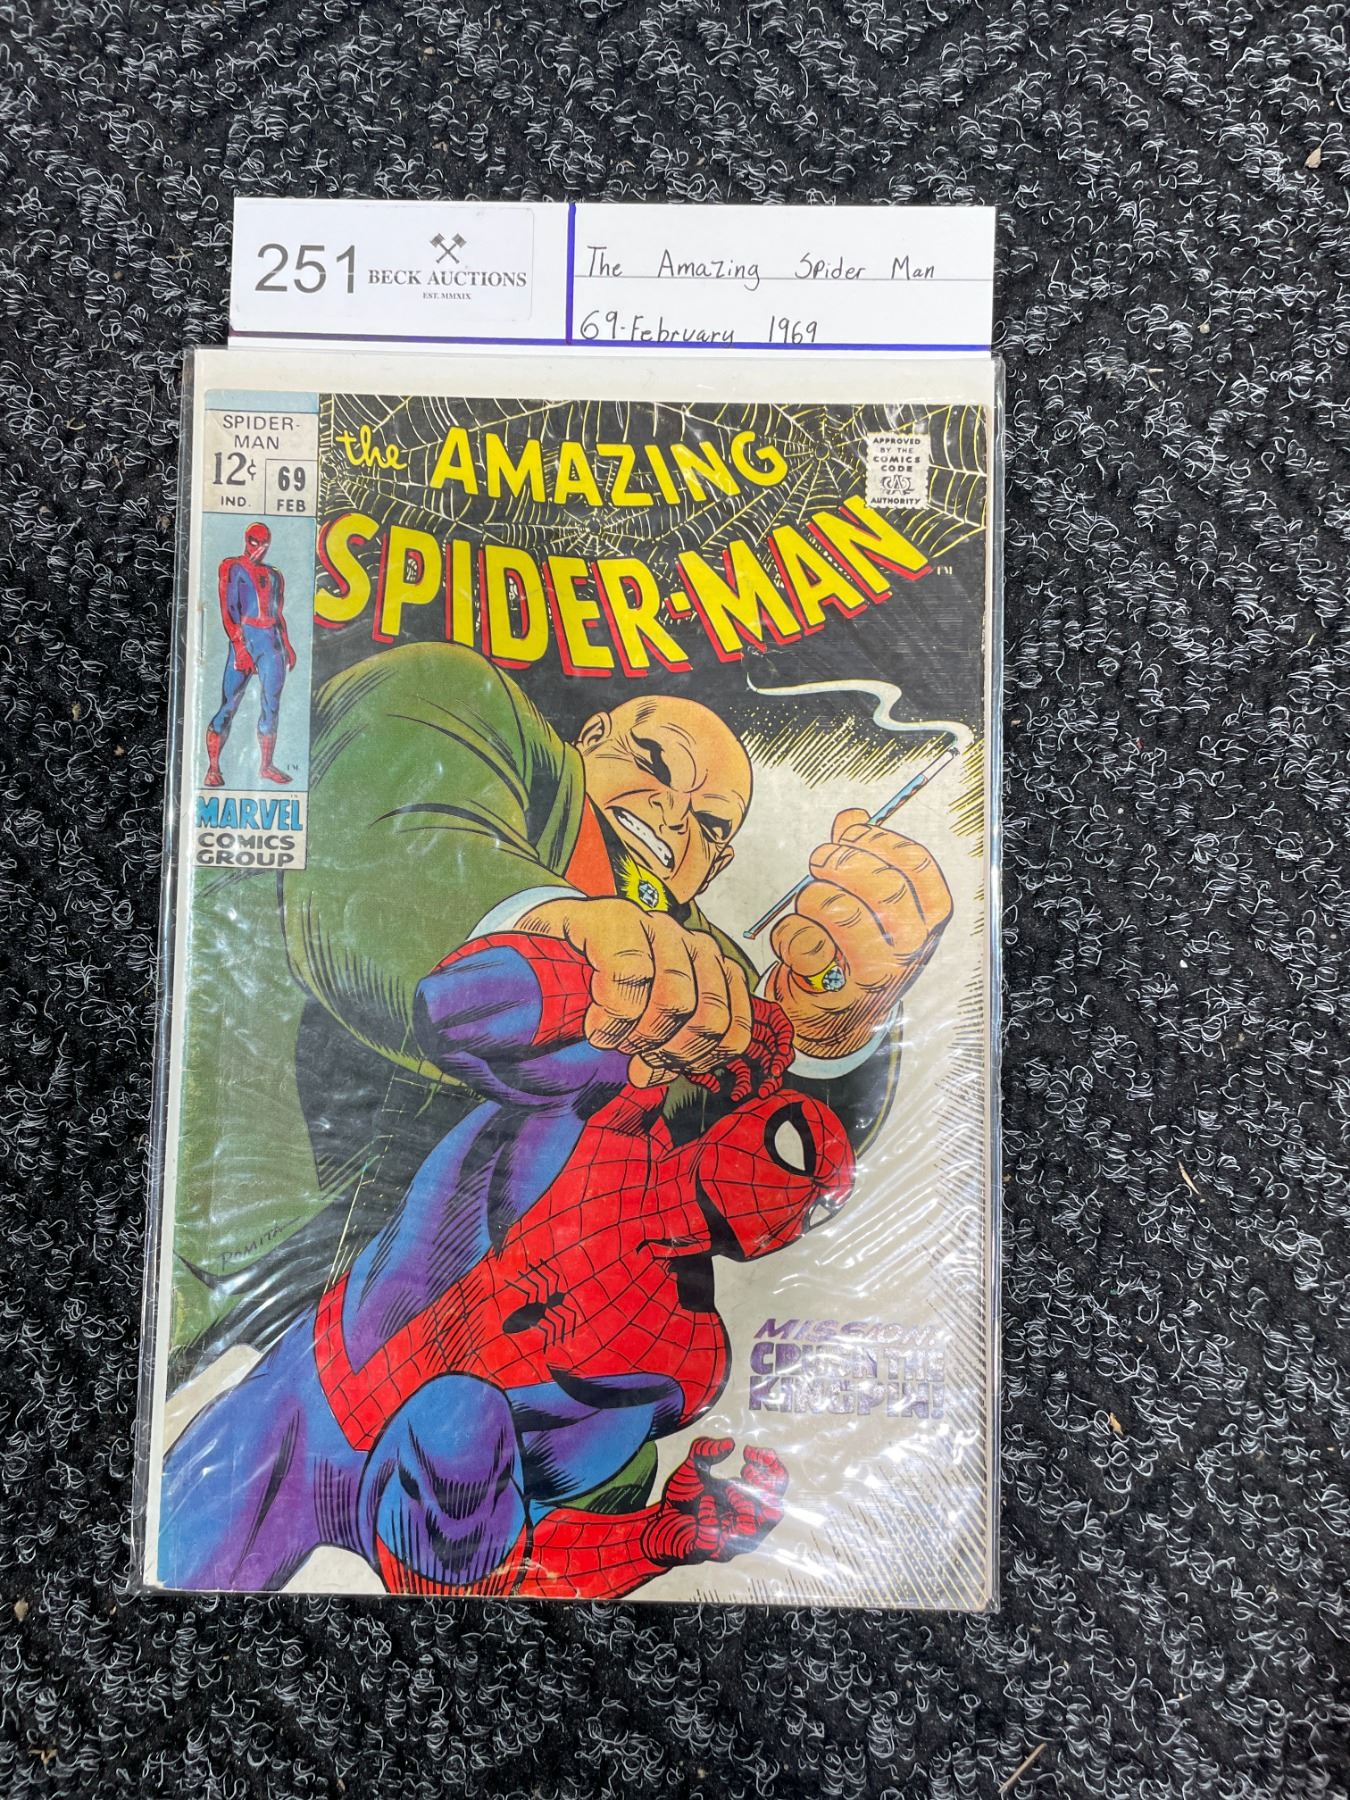 251
BECK AUCTIONS
EST. MMXIX
The Amazing Spider Man
69-February 1969
SPIDER-
MAN
12¢
IND.
69
FEB
MARVEL
COMICS
GROUP
the AMAZING
SPIDER-MAN
TM
APPROVED
BY THE
COMICS
CODE
CA
AUTHORITY
TM
ROMITA
MISSION:
CRUSH THE
KINGPIN!